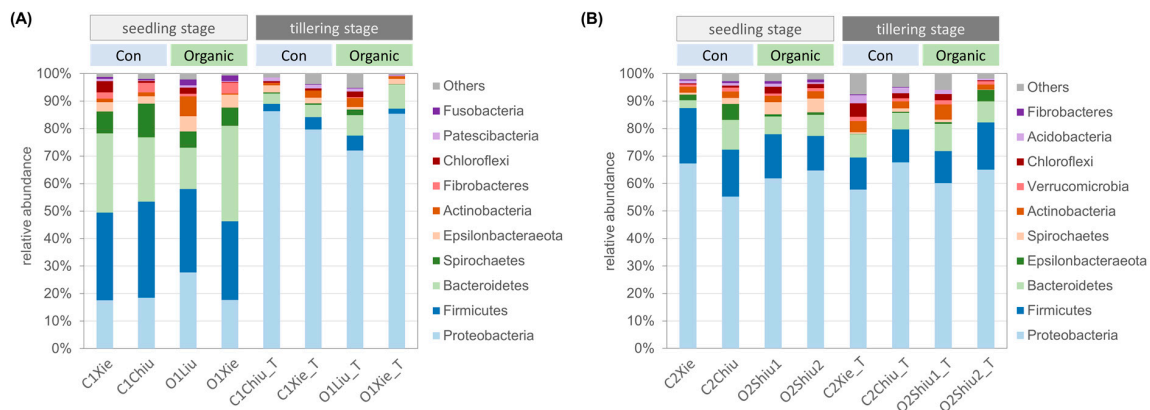 (A)
seedling stage
tillering stage
Con
Organic
Con
Organic
relative abundance
100%
90%
80%
70%
60%
50%
40%
30%
20%
10%
0%
C1Xie
C1Chiu
O1Liu
O1Xie
C1Chiu_T
C1Xie_T
O1Liu_T
O1Xie_T
Others
Fusobacteria
Patescibacteria
Chloroflexi
Fibrobacteres
Actinobacteria
Epsilonbacteraeota
Spirochaetes
Bacteroidetes
Firmicutes
Proteobacteria
(B)
seedling stage
tillering stage
Con
Organic
Con
Organic
relative abundance
100%
90%
80%
70%
60%
50%
40%
30%
20%
10%
0%
C2Xie
C2Chiu
O2Shiu1
O2Shiu2
C2Xie_T
C2Chiu_T
O2Shiu1_T
O2Shiu2_T
Others
Fibrobacteres
Acidobacteria
Chloroflexi
Verrucomicrobia
Actinobacteria
Spirochaetes
Epsilonbacteraeota
Bacteroidetes
Firmicutes
Proteobacteria